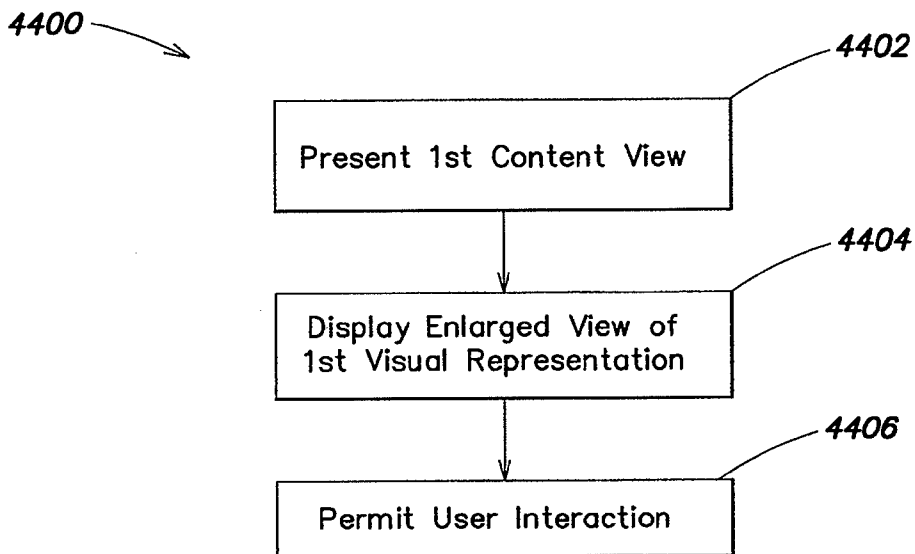 4400
4402
Present 1st Content View
4404
Display Enlarged View of
1st Visual Representation
4406
Permit User Interaction